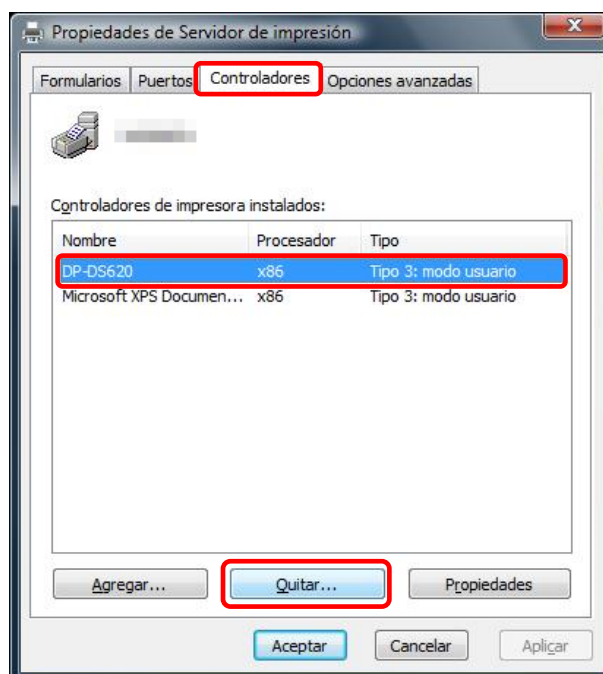 Propiedades de Servidor de impresión
Formularios Puertos Controladores Opciones avanzadas
Controladores de impresora instalados:
Nombre Procesador Tipo
DP-DS620 x86 Tipo 3: modo usuario
Microsoft XPS Documen... x86 Tipo 3: modo usuario
Agregar... Quitar... Propiedades
Aceptar Cancelar Aplicar